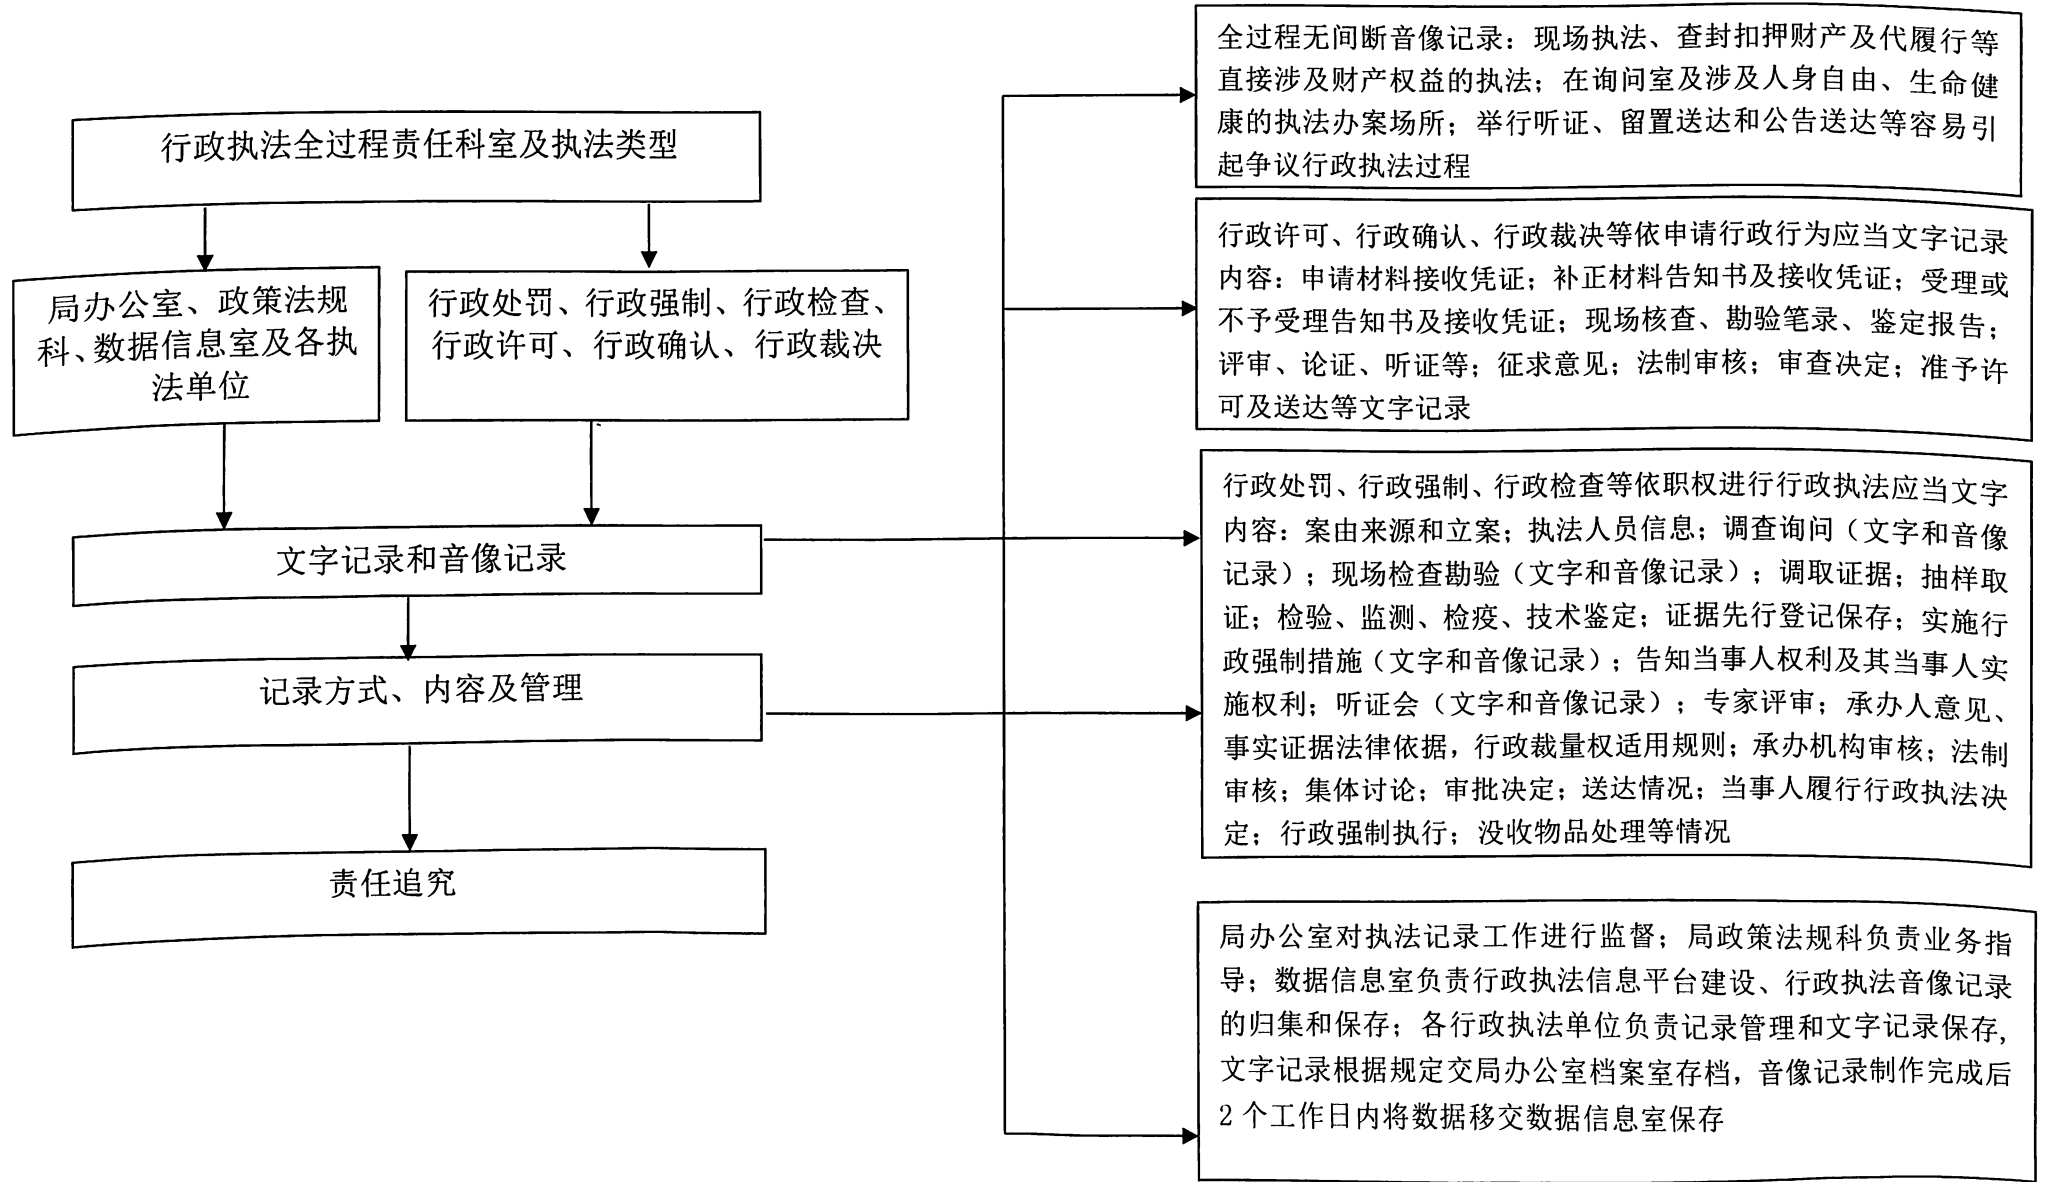 行政执法全过程责任科室及执法类型
局办公室、政策法规
科、数据信息室及各执
法单位
行政处罚、行政强制、行政检查、
行政许可、行政确认、行政裁决
文字记录和音像记录
记录方式、内容及管理
责任追究
全过程无间断音像记录：现场执法、查封扣押财产及代履行等
直接涉及财产权益的执法；在询问室及涉及人身自由、生命健
康的执法办案场所；举行听证、留置送达和公告送达等容易引
起争议行政执法过程
行政许可、行政确认、行政裁决等依申请行政行为应当文字记录
内容：申请材料接收凭证；补正材料告知书及接收凭证；受理或
不予受理告知书及接收凭证；现场核查、勘验笔录、鉴定报告；
评审、论证、听证等；征求意见；法制审核；审查决定；准予许
可及送达等文字记录
行政处罚、行政强制、行政检查等依职权进行行政执法应当文字
内容：案由来源和立案；执法人员信息；调查询问（文字和音像
记录）；现场检查勘验（文字和音像记录）；调取证据；抽样取
证；检验、监测、检疫、技术鉴定；证据先行登记保存；实施行
政强制措施（文字和音像记录）；告知当事人权利及其当事人实
施权利；听证会（文字和音像记录）；专家评审；承办人意见、
事实证据法律依据，行政裁量权适用规则；承办机构审核；法制
审核；集体讨论；审批决定；送达情况；当事人履行行政执法决
定；行政强制执行；没收物品处理等情况
局办公室对执法记录工作进行监督；局政策法规科负责业务指
导；数据信息室负责行政执法信息平台建设、行政执法音像记录
的归集和保存；各行政执法单位负责记录管理和文字记录保存,
文字记录根据规定交局办公室档案室存档，音像记录制作完成后
2 个工作日内将数据移交数据信息室保存